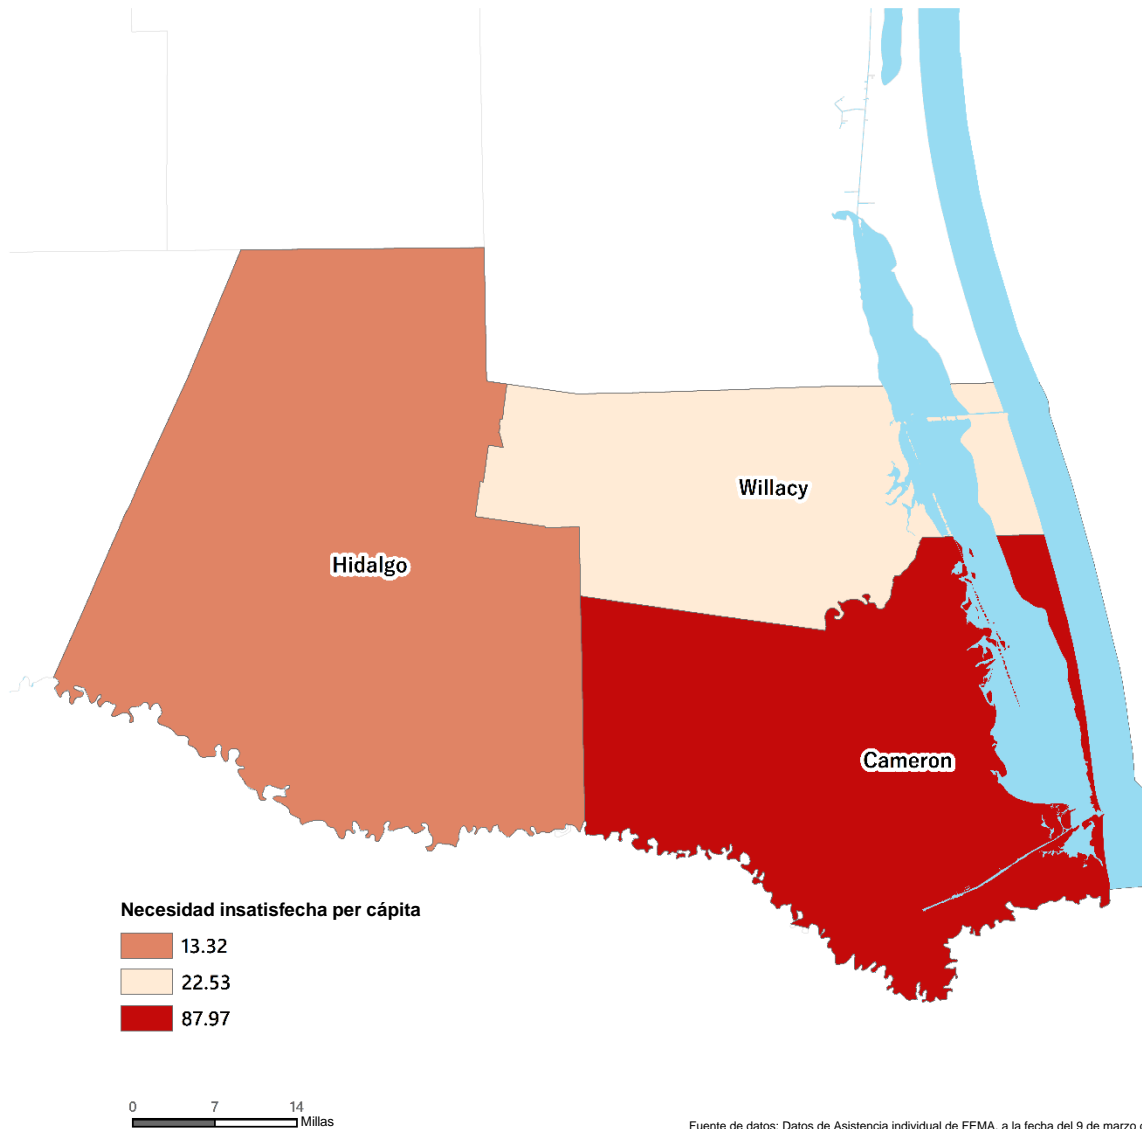 Willacy
Hidalgo
Cameron
Necesidad insatisfecha per cápita
13.32
22.53
87.97
0 7 14
Millas
Fuente de datos: Datos de Asistencia individual de FEMA, a la fecha del 9 de marzo